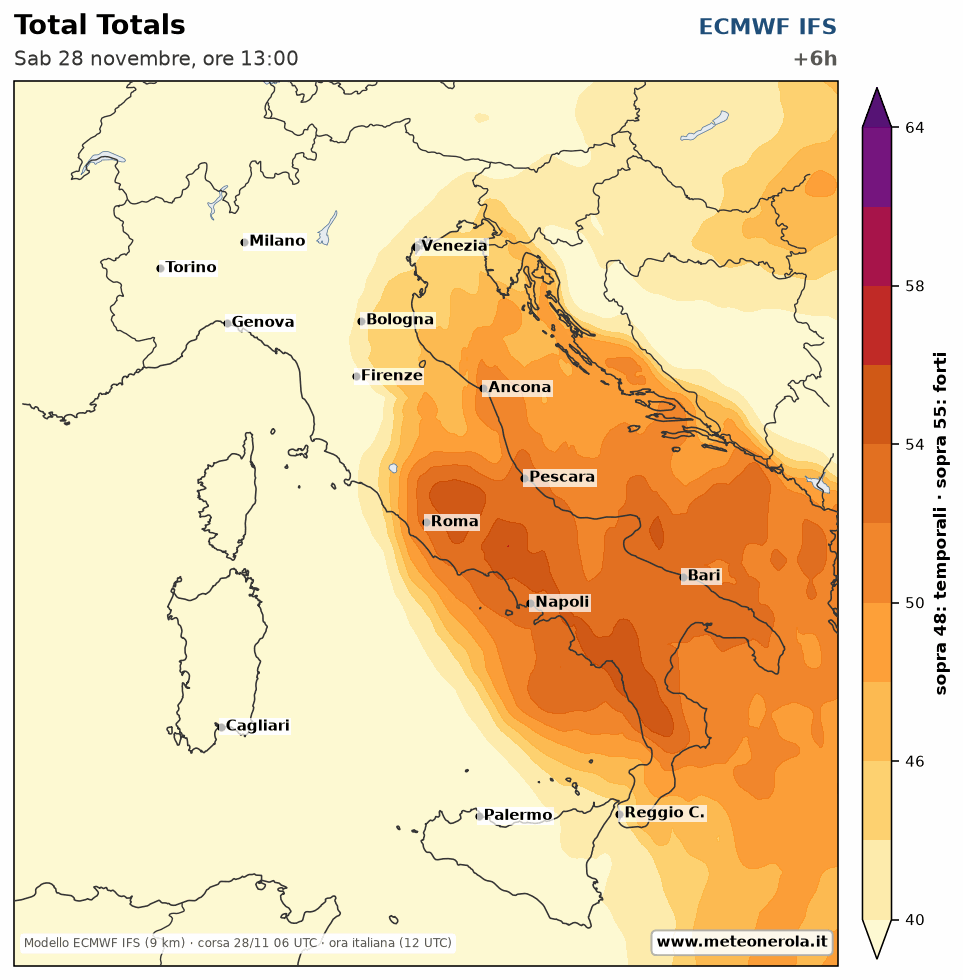 Total Totals
ECMWF IFS
Sab 28 novembre, ore 13:00
+6h
64
58
54
50
46
40
sopra 48: temporali · sopra 55: forti
Venezia
Milano
Torino
Bologna
Genova
Firenze
Ancona
Pescara
Roma
Bari
Napoli
Cagliari
Palermo
Reggio C.
Modello ECMWF IFS (9 km) · corsa 28/11 06 UTC · ora italiana (12 UTC)
www.meteonerola.it